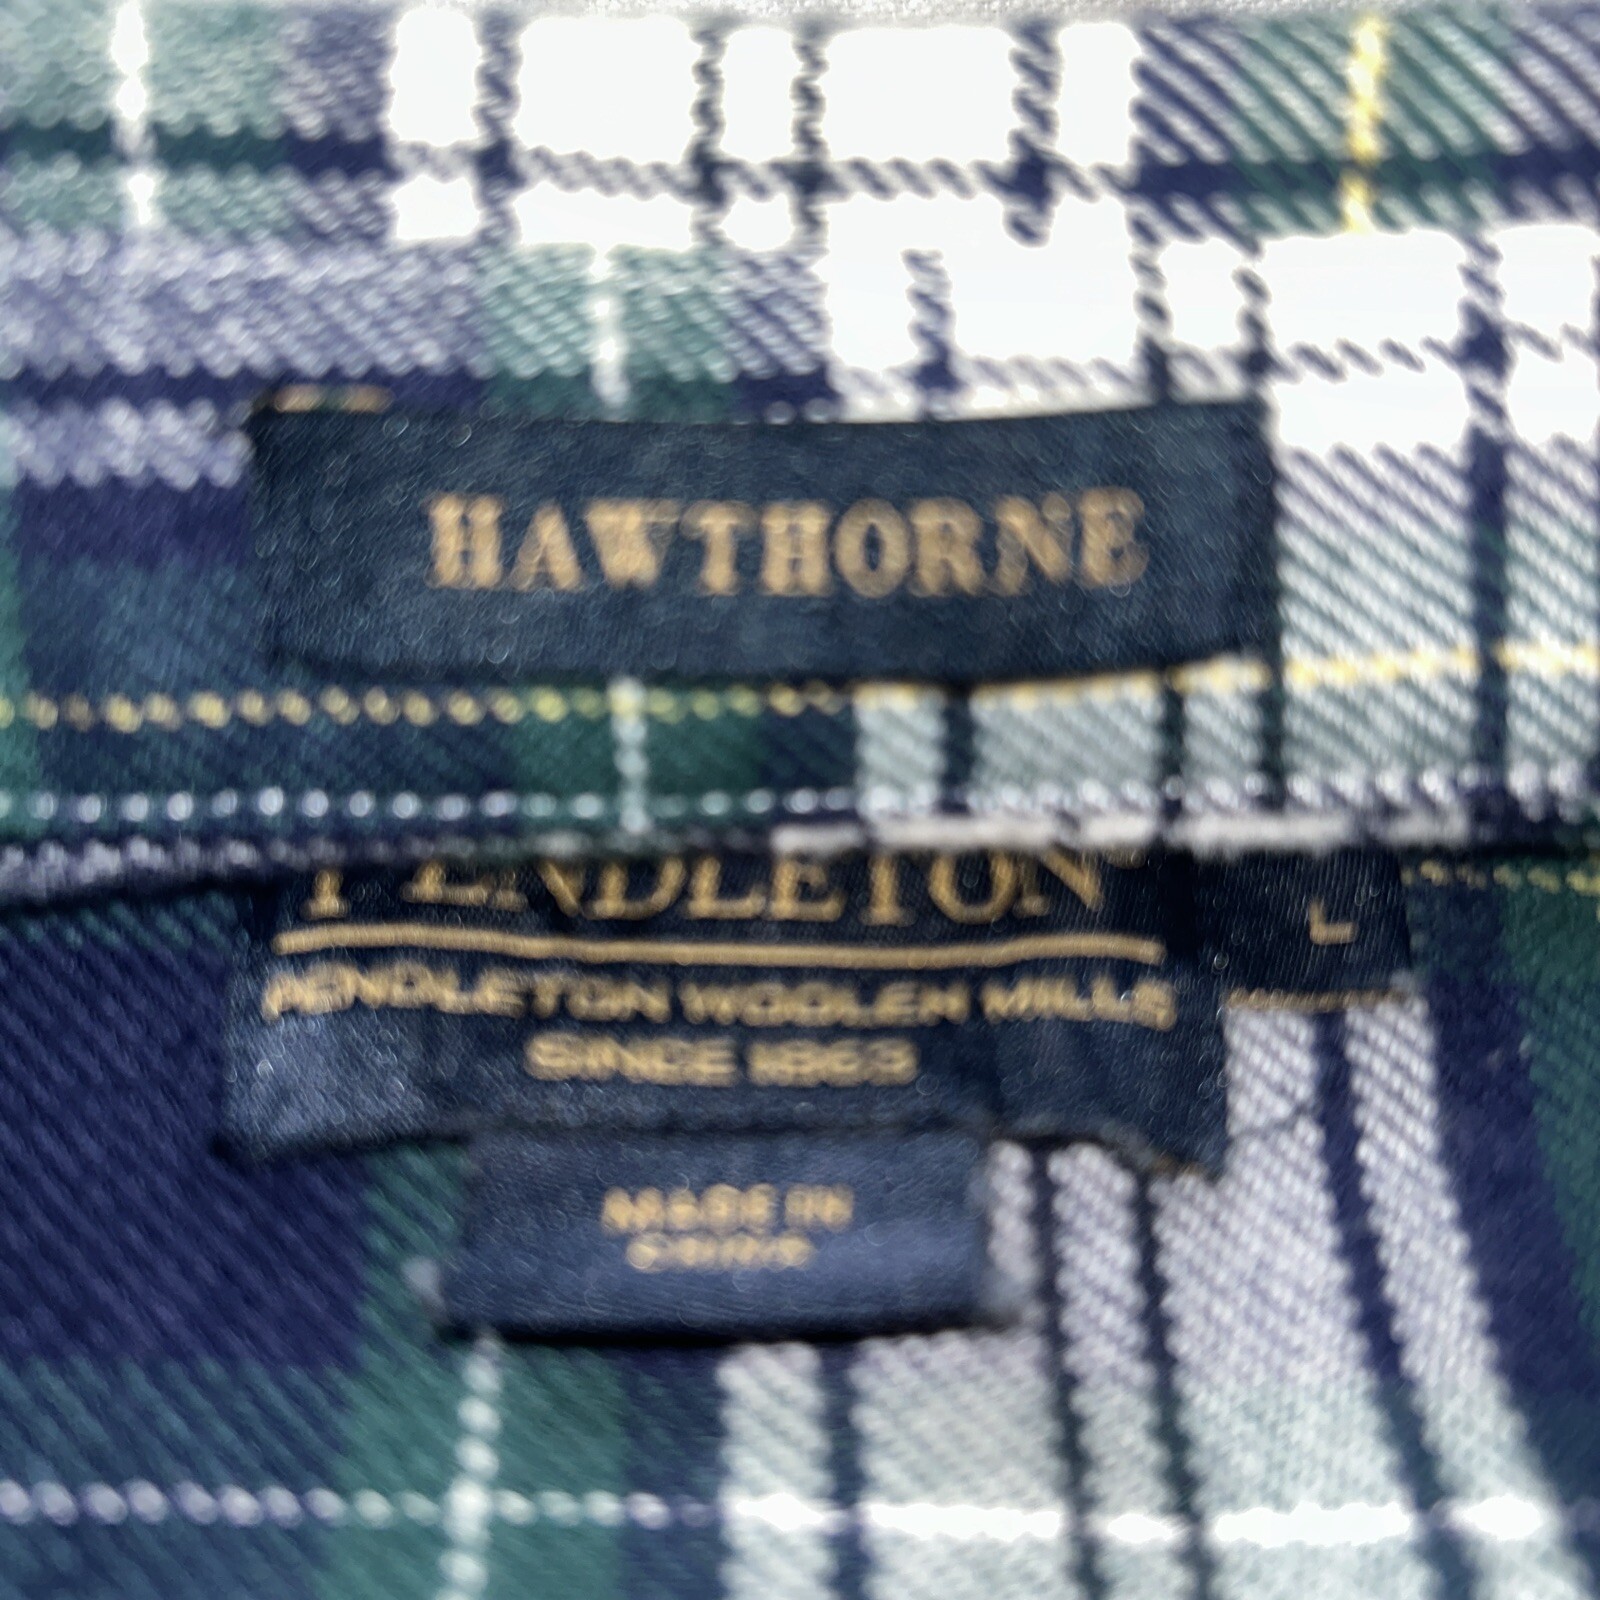 HAWTHORNE
PENDLETON®
L
PENDLETON WOOLEN MILLS
SINCE 1863
MADE IN
CHINA